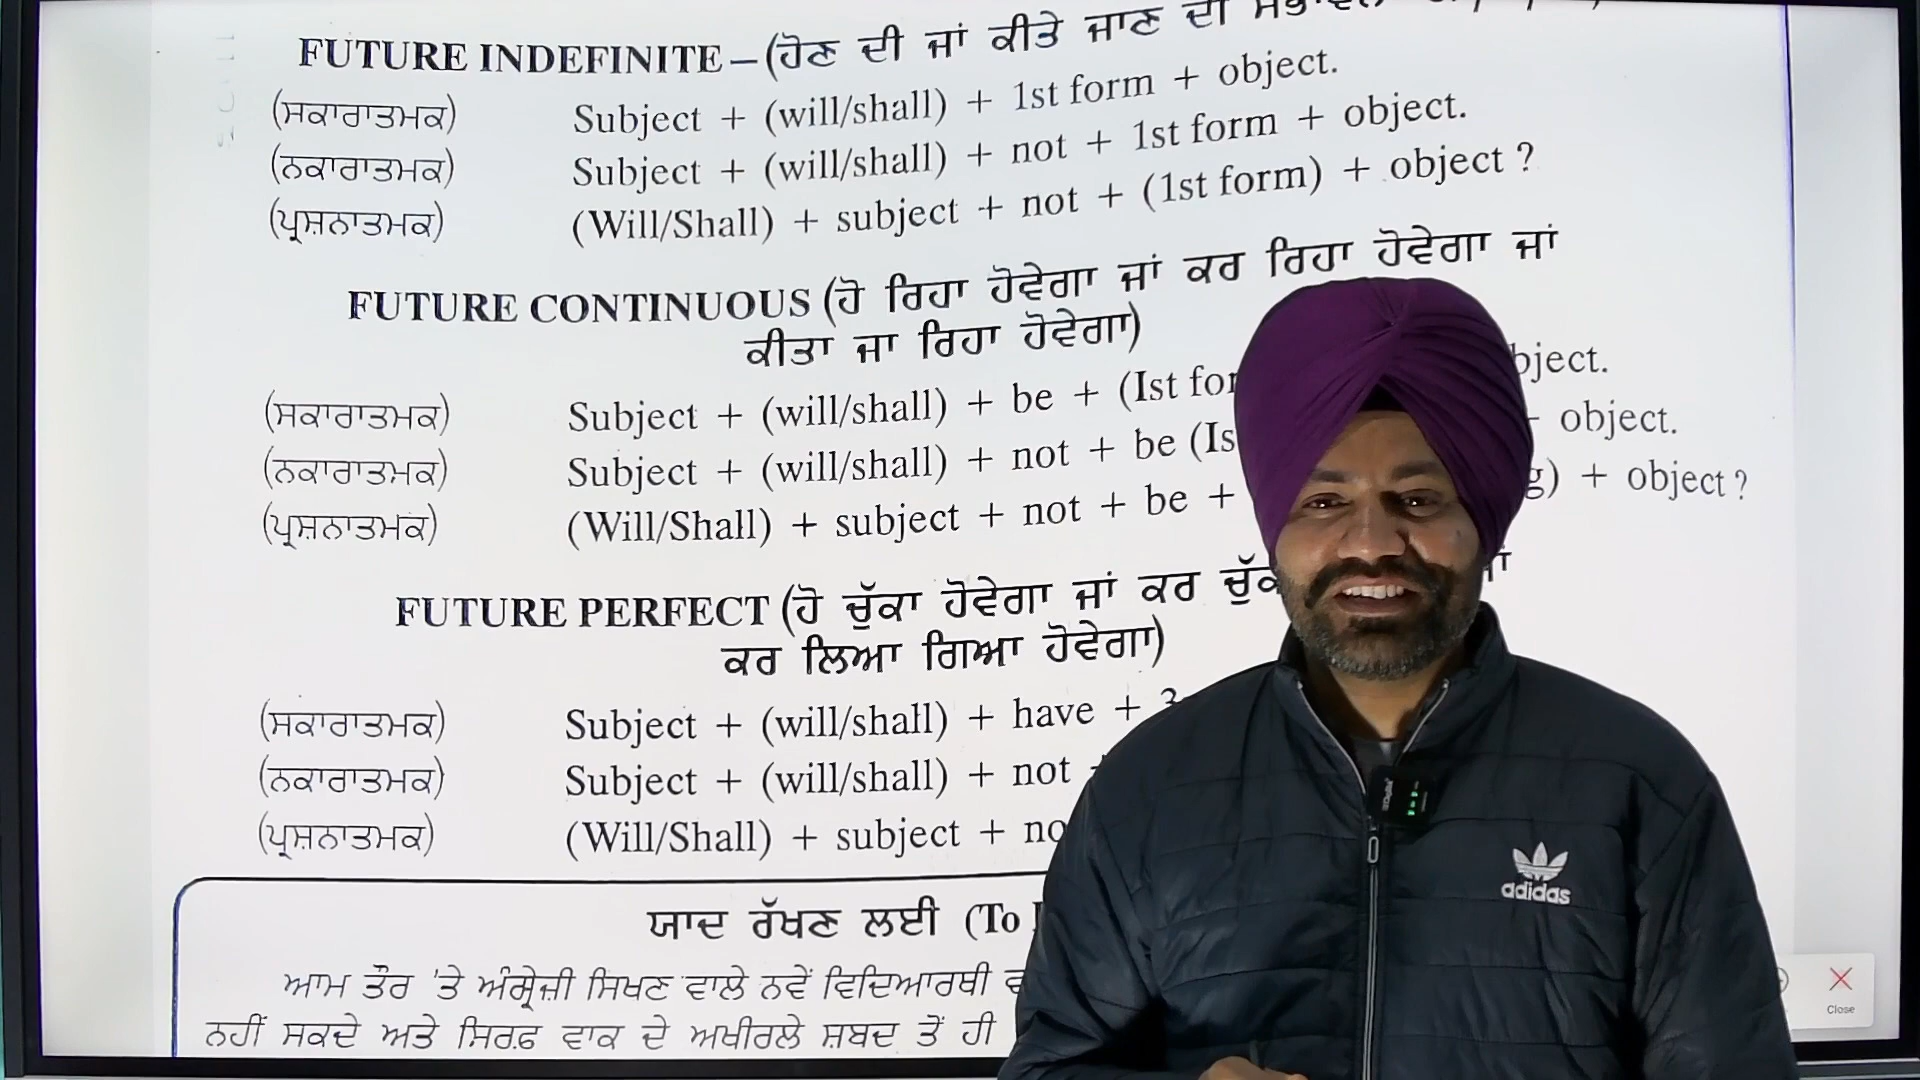 FUTURE INDEFINITE – (ਹੋਣ ਦੀ ਜਾਂ ਕੀਤੇ ਜਾਣ ਦੀ
(ਸਕਾਰਾਤਮਕ) Subject + (will/shall) + 1st form + object.
(ਨਕਾਰਾਤਮਕ) Subject + (will/shall) + not + 1st form + object.
(ਪ੍ਰਸ਼ਨਾਤਮਕ) (Will/Shall) + subject + not + (1st form) + object ?
FUTURE CONTINUOUS (ਹੋ ਰਿਹਾ ਹੋਵੇਗਾ ਜਾਂ ਕਰ ਰਿਹਾ ਹੋਵੇਗਾ ਜਾਂ
ਕੀਤਾ ਜਾ ਰਿਹਾ ਹੋਵੇਗਾ)
(ਸਕਾਰਾਤਮਕ) Subject + (will/shall) + be + (Ist
(ਨਕਾਰਾਤਮਕ) Subject + (will/shall) + not + be + object.
(ਪ੍ਰਸ਼ਨਾਤਮਕ) (Will/Shall) + subject + not + be + + object ?
FUTURE PERFECT (ਹੋ ਚੁੱਕਾ ਹੋਵੇਗਾ ਜਾਂ ਕਰ
ਕਰ ਲਿਆ ਗਿਆ ਹੋਵੇਗਾ)
(ਸਕਾਰਾਤਮਕ) Subject + (will/shall) + have +
(ਨਕਾਰਾਤਮਕ) Subject + (will/shall) + not
(ਪ੍ਰਸ਼ਨਾਤਮਕ) (Will/Shall) + subject +
ਯਾਦ ਰੱਖਣ ਲਈ (To
ਆਮ ਤੌਰ 'ਤੇ ਅੰਗ੍ਰੇਜ਼ੀ ਸਿਖਣ ਵਾਲੇ ਨਵੇਂ ਵਿਦਿਆਰਥੀ
ਨਹੀਂ ਸਕਦੇ ਅਤੇ ਸਿਰਫ਼ ਵਾਕ ਦੇ ਅਖੀਰਲੇ ਸ਼ਬਦ ਤੋਂ ਹੀ
adidas
Close